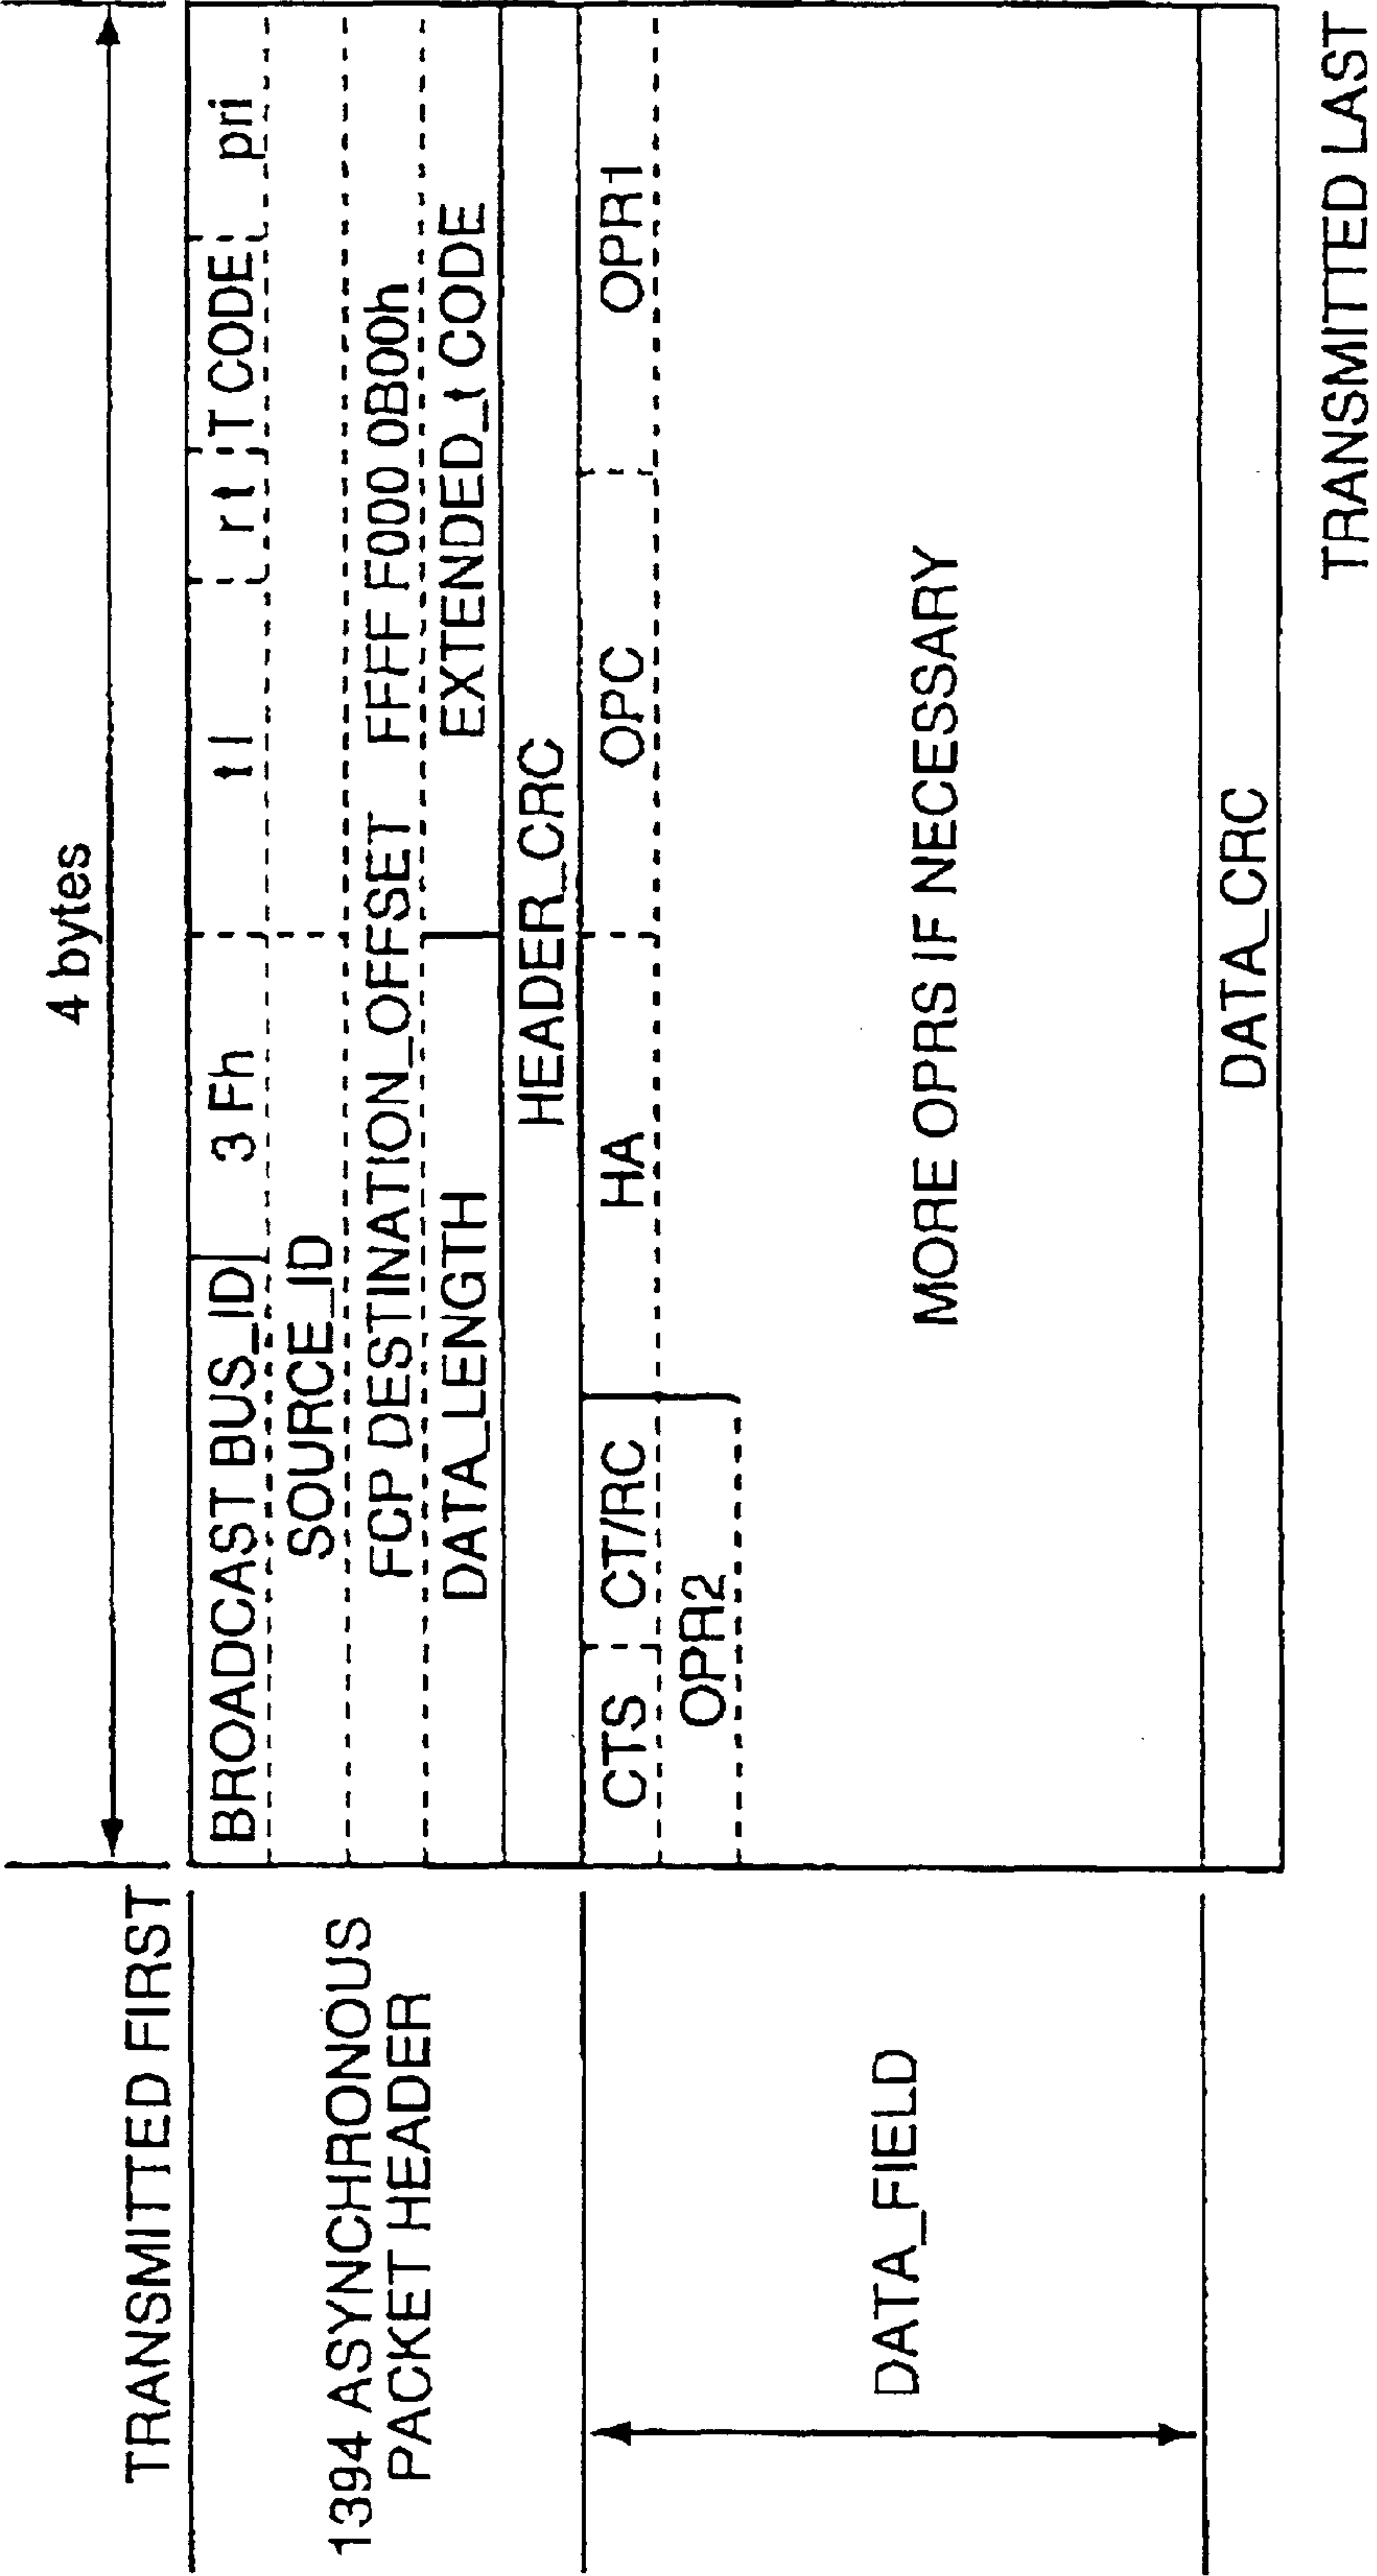 4 bytes
TRANSMITTED FIRST
BROADCAST BUS_ID 3 Fh t l r t T CODE pri
SOURCE_ID
1394 ASYNCHRONOUS
PACKET HEADER
FCP DESTINATION_OFFSET FFFF F000 0B00h
DATA_LENGTH EXTENDED_t CODE
HEADER_CRC
CTS CT/RC HA OPC OPR1
OPR2
DATA_FIELD
MORE OPRS IF NECESSARY
DATA_CRC
TRANSMITTED LAST